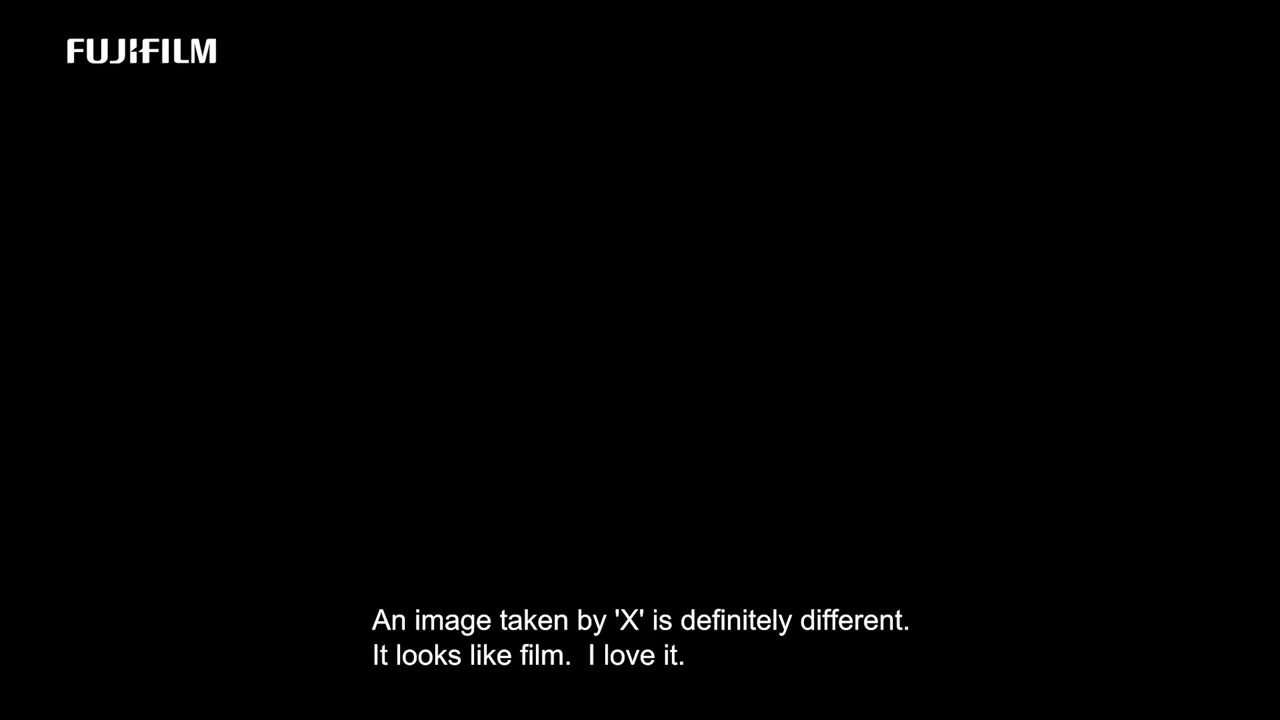 FUJIFILM
An image taken by 'X' is definitely different.
It looks like film.  I love it.